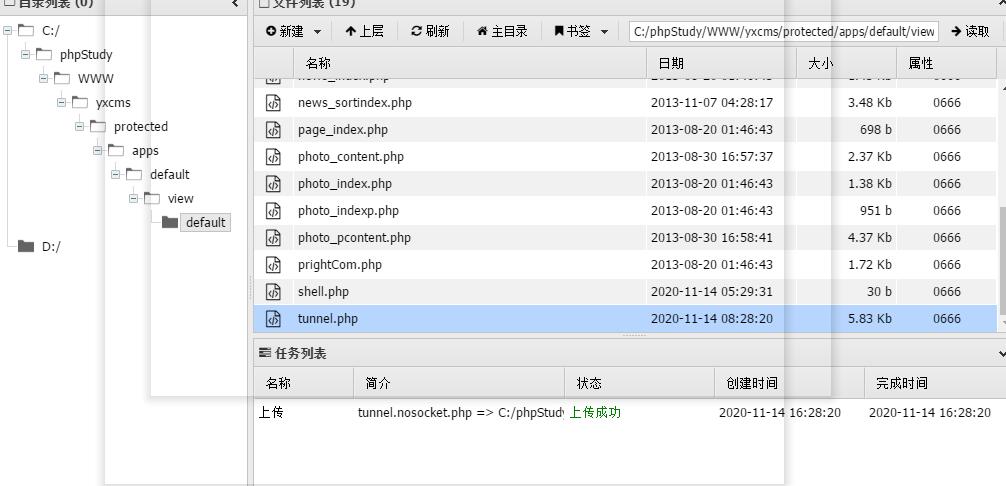 目录列表 (0)
文件列表 (19)
新建
上层
刷新
主目录
书签
C:/phpStudy/WWW/yxcms/protected/apps/default/view
读取
C:/
phpStudy
WWW
yxcms
protected
apps
default
view
default
D:/
名称 日期 大小 属性
news_sortindex.php 2013-11-07 04:28:17 3.48 Kb 0666
page_index.php 2013-08-20 01:46:43 698 b 0666
photo_content.php 2013-08-30 16:57:37 2.37 Kb 0666
photo_index.php 2013-08-20 01:46:43 1.38 Kb 0666
photo_indexp.php 2013-08-20 01:46:43 951 b 0666
photo_pcontent.php 2013-08-30 16:58:41 4.37 Kb 0666
prightCom.php 2013-08-20 01:46:43 1.72 Kb 0666
shell.php 2020-11-14 05:29:31 30 b 0666
tunnel.php 2020-11-14 08:28:20 5.83 Kb 0666
任务列表
名称 简介 状态 创建时间 完成时间
上传 tunnel.nosocket.php => C:/phpStudy 上传成功 2020-11-14 16:28:20 2020-11-14 16:28:20